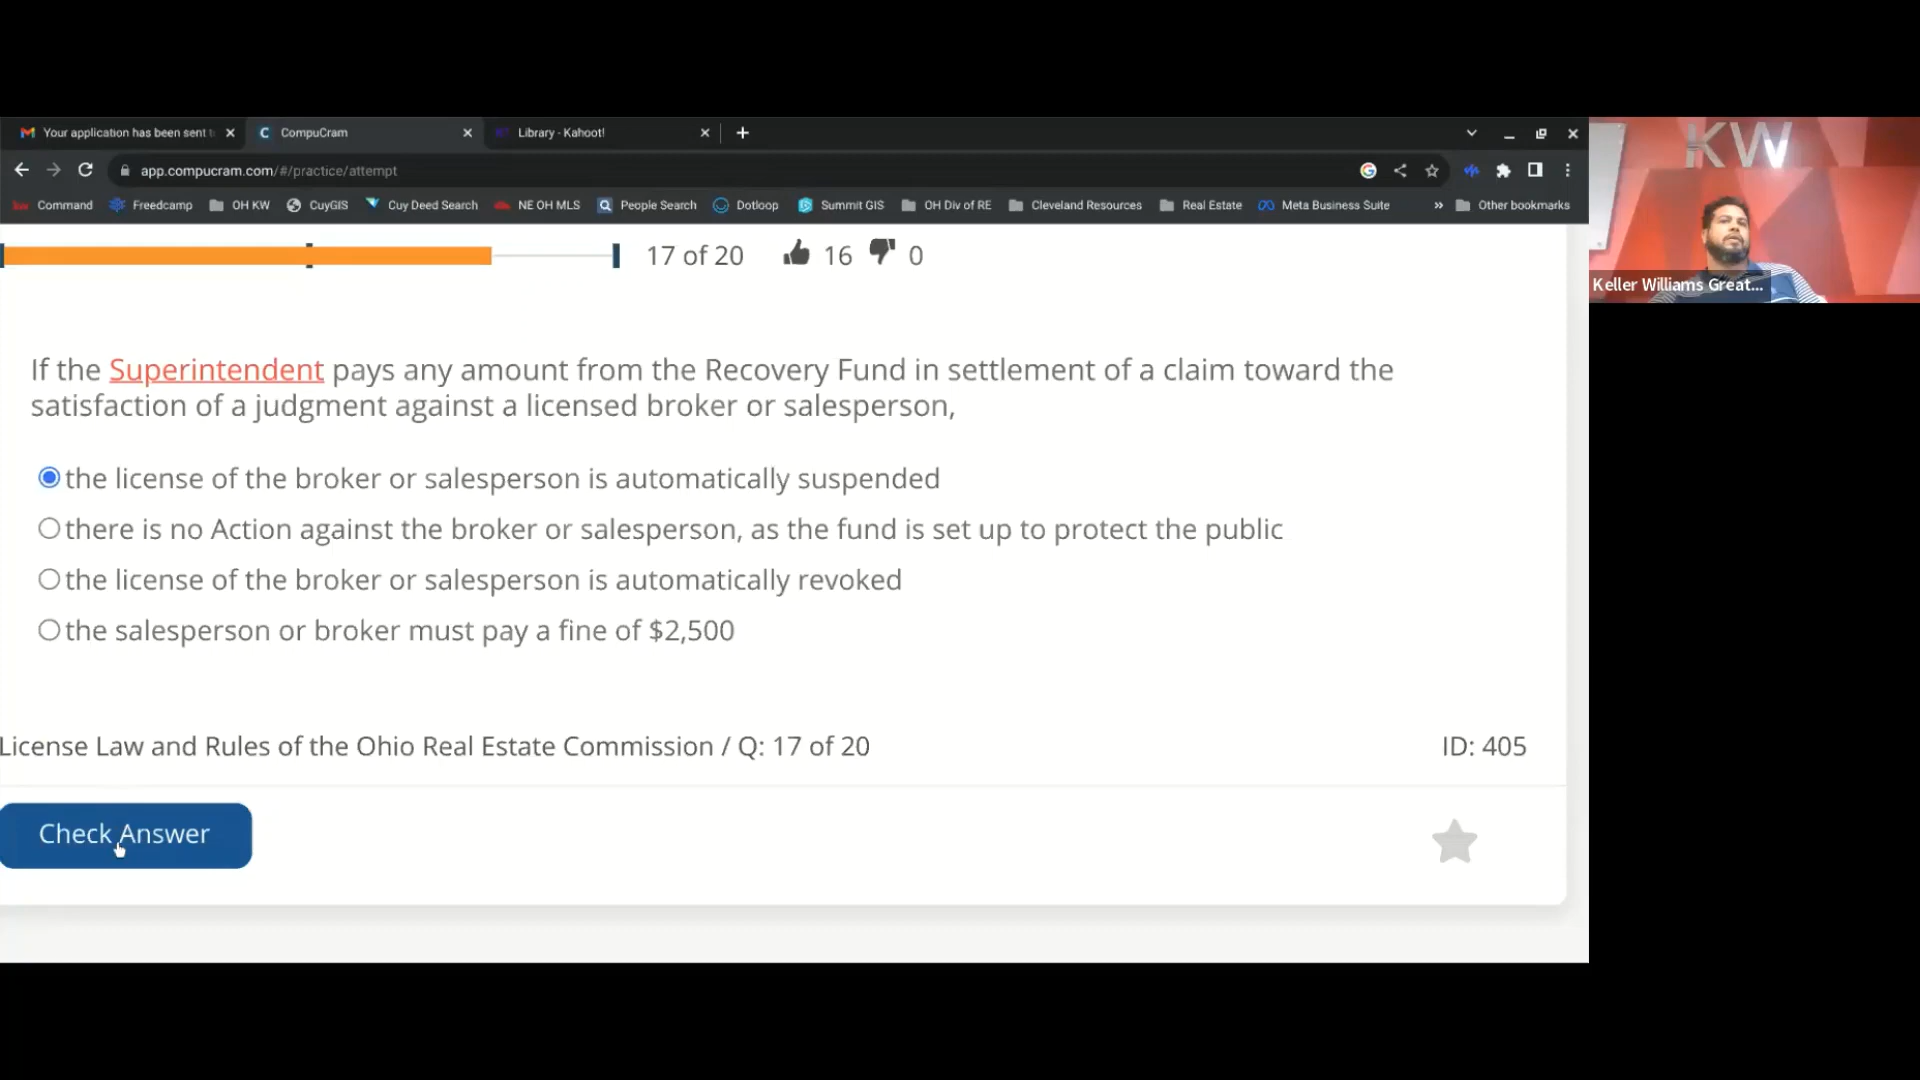 Your application has been sent t
CompuCram
Library - Kahoot!
app.compucram.com/#/practice/attempt
Command
Freedcamp
OH KW
CuyGIS
Cuy Deed Search
NE OH MLS
People Search
Dotloop
Summit GIS
OH Div of RE
Cleveland Resources
Real Estate
Meta Business Suite
Other bookmarks
KW
Keller Williams Great...
17 of 20 16 0
If the Superintendent pays any amount from the Recovery Fund in settlement of a claim toward the
satisfaction of a judgment against a licensed broker or salesperson,
the license of the broker or salesperson is automatically suspended
there is no Action against the broker or salesperson, as the fund is set up to protect the public
the license of the broker or salesperson is automatically revoked
the salesperson or broker must pay a fine of $2,500
License Law and Rules of the Ohio Real Estate Commission / Q: 17 of 20
ID: 405
Check Answer